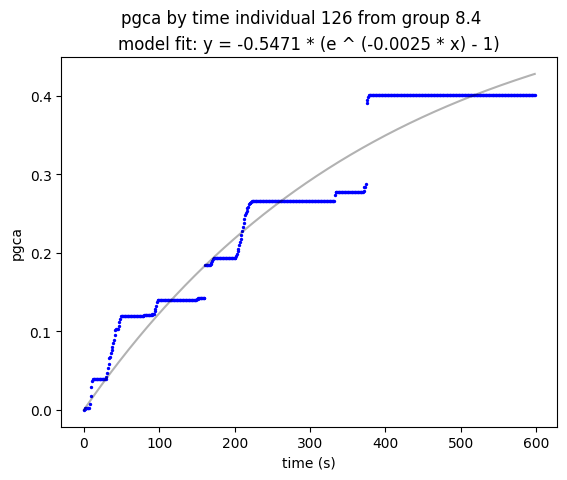 pgca by time individual 126 from group 8.4
model fit: y = -0.5471 * (e ^ (-0.0025 * x) - 1)
0.4
0.3
0.2
0.1
0.0
pgca
0 100 200 300 400 500 600
time (s)